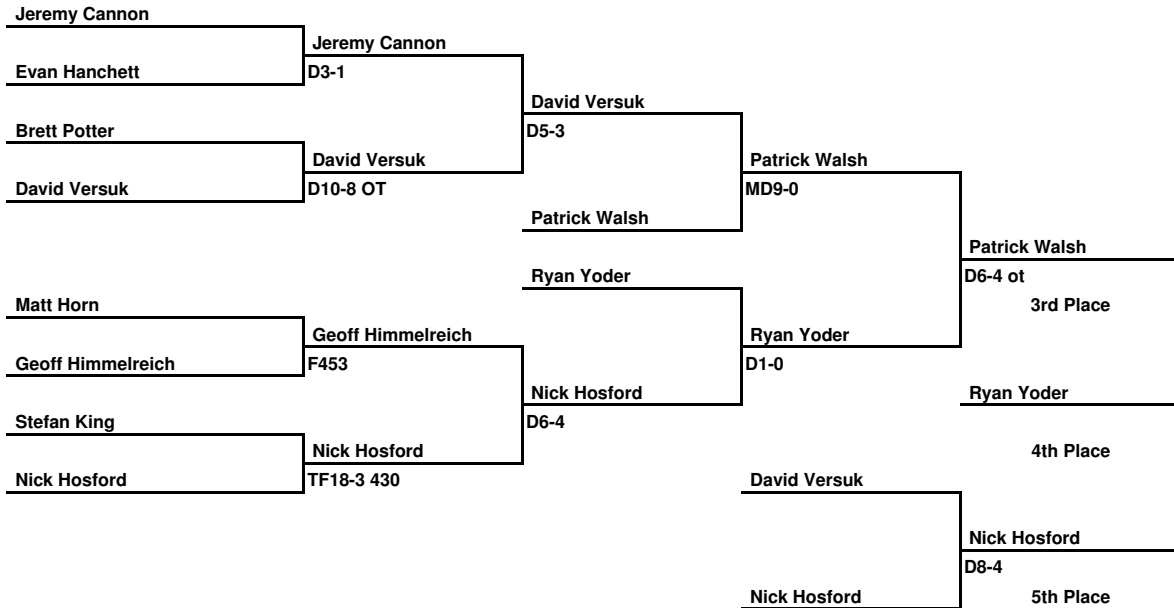 Jeremy Cannon
Jeremy Cannon
Evan Hanchett
D3-1
David Versuk
Brett Potter
D5-3
David Versuk
Patrick Walsh
David Versuk
D10-8 OT
MD9-0
Patrick Walsh
Patrick Walsh
Ryan Yoder
D6-4 ot
Matt Horn
3rd Place
Geoff Himmelreich
Ryan Yoder
Geoff Himmelreich
F453
D1-0
Nick Hosford
Ryan Yoder
Stefan King
D6-4
Nick Hosford
4th Place
Nick Hosford
TF18-3 430
David Versuk
Nick Hosford
D8-4
Nick Hosford
5th Place